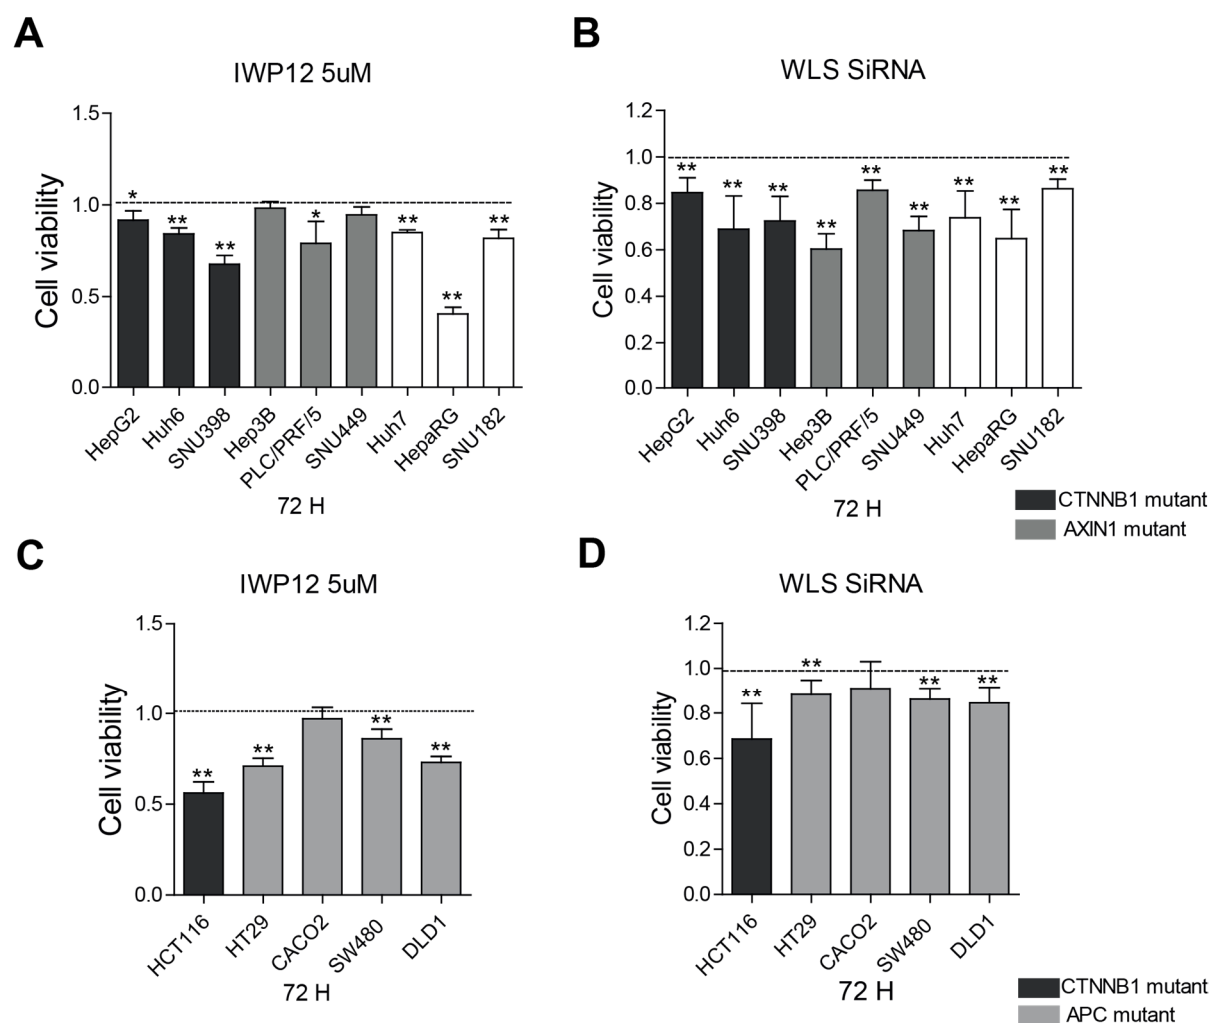 A
IWP12 5uM
Cell viability
1.5
1.0
0.5
0.0
* ** ** * ** ** **
HepG2 Huh6 SNU398 Hep3B PLC/PRF/5 SNU449 Huh7 HepaRG SNU182
72 H
B
WLS SiRNA
Cell viability
1.2
1.0
0.8
0.6
0.4
0.2
0.0
** ** ** ** ** ** ** ** **
HepG2 Huh6 SNU398 Hep3B PLC/PRF/5 SNU449 Huh7 HepaRG SNU182
72 H
CTNNB1 mutant
AXIN1 mutant
C
IWP12 5uM
Cell viability
1.5
1.0
0.5
0.0
** ** ** **
HCT116 HT29 CACO2 SW480 DLD1
72 H
D
WLS SiRNA
Cell viability
1.2
1.0
0.8
0.6
0.4
0.2
0.0
** ** ** **
HCT116 HT29 CACO2 SW480 DLD1
72 H
CTNNB1 mutant
APC mutant